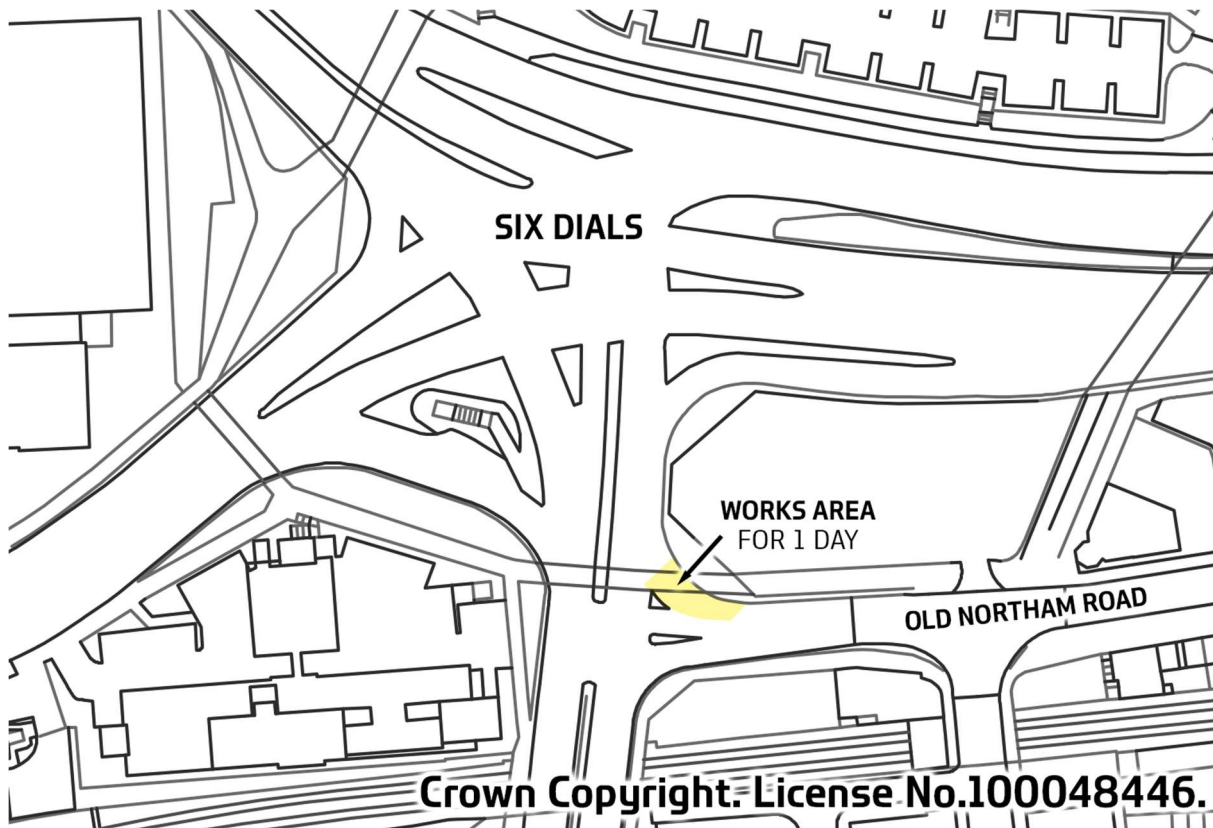 SIX DIALS
WORKS AREA
FOR 1 DAY
OLD NORTHAM ROAD
Crown Copyright. License No.100048446.